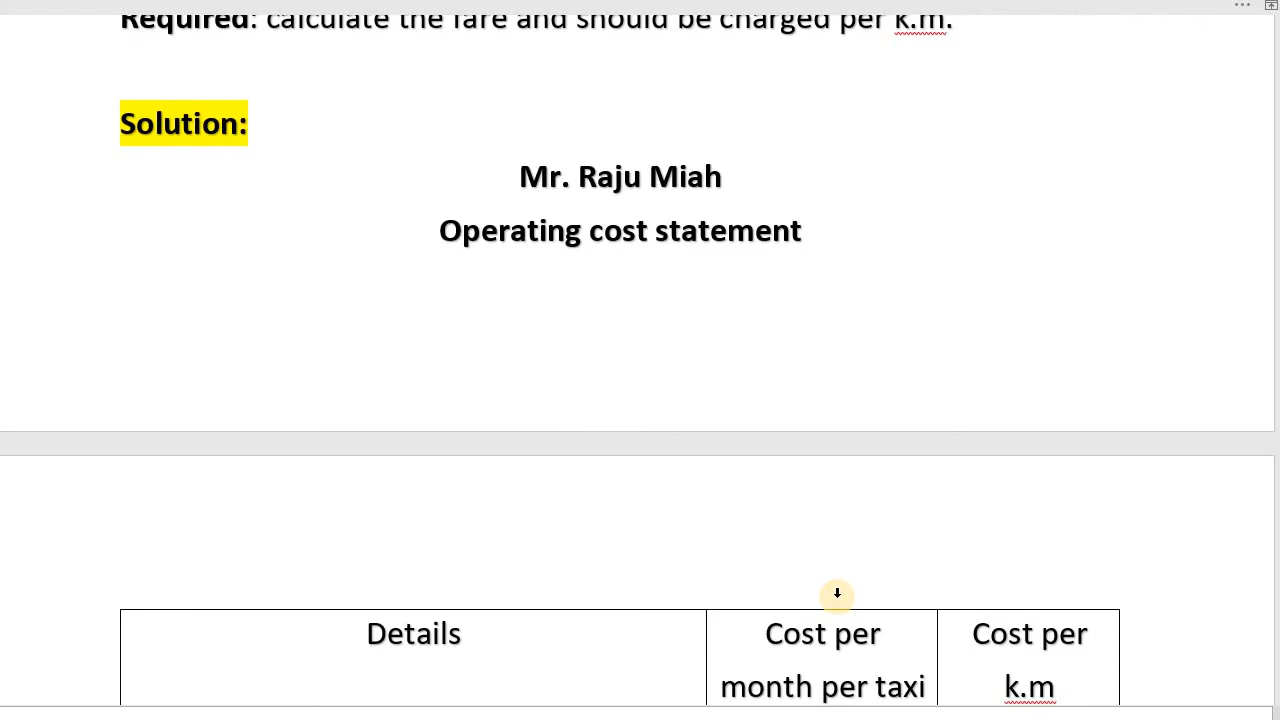 Required: calculate the fare and should be charged per k.m.
Solution:
Mr. Raju Miah
Operating cost statement
Details
Cost per
month per taxi
Cost per
k.m